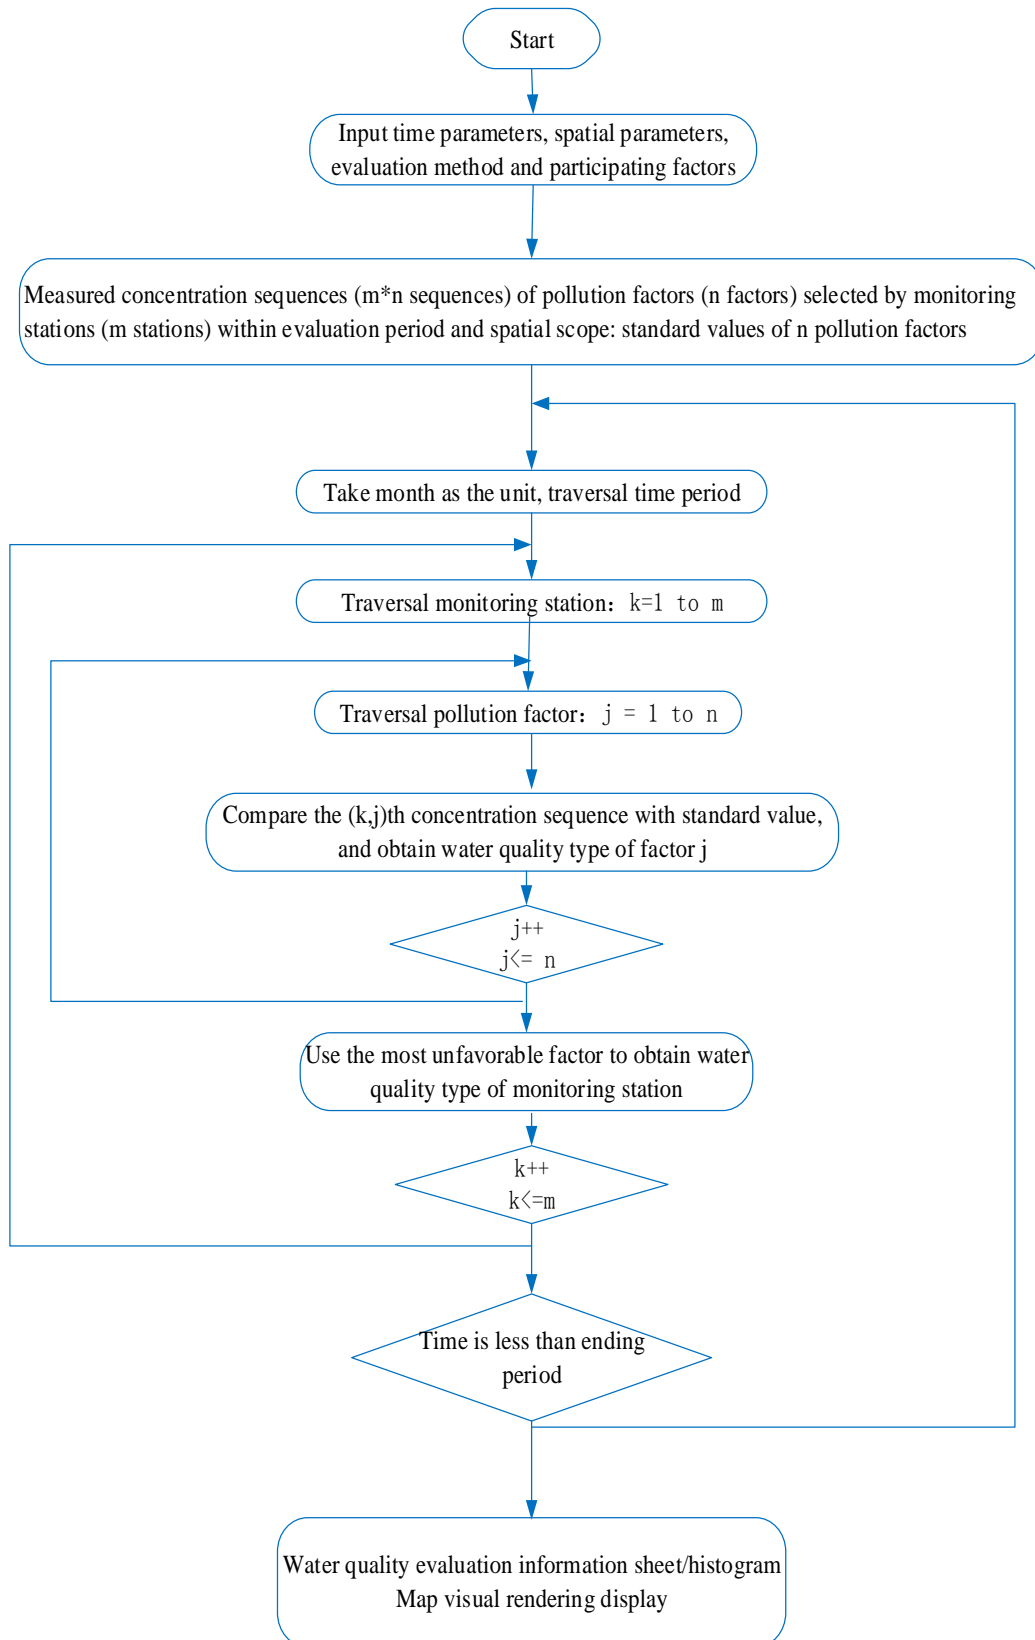 Start
Input time parameters, spatial parameters,
evaluation method and participating factors
Measured concentration sequences (m*n sequences) of pollution factors (n factors) selected by monitoring
stations (m stations) within evaluation period and spatial scope: standard values of n pollution factors
Take month as the unit, traversal time period
Traversal monitoring station：k=1 to m
Traversal pollution factor：j = 1 to n
Compare the (k,j)th concentration sequence with standard value,
and obtain water quality type of factor j
j++
j<= n
Use the most unfavorable factor to obtain water
quality type of monitoring station
k++
k<=m
Time is less than ending
period
Water quality evaluation information sheet/histogram
Map visual rendering display